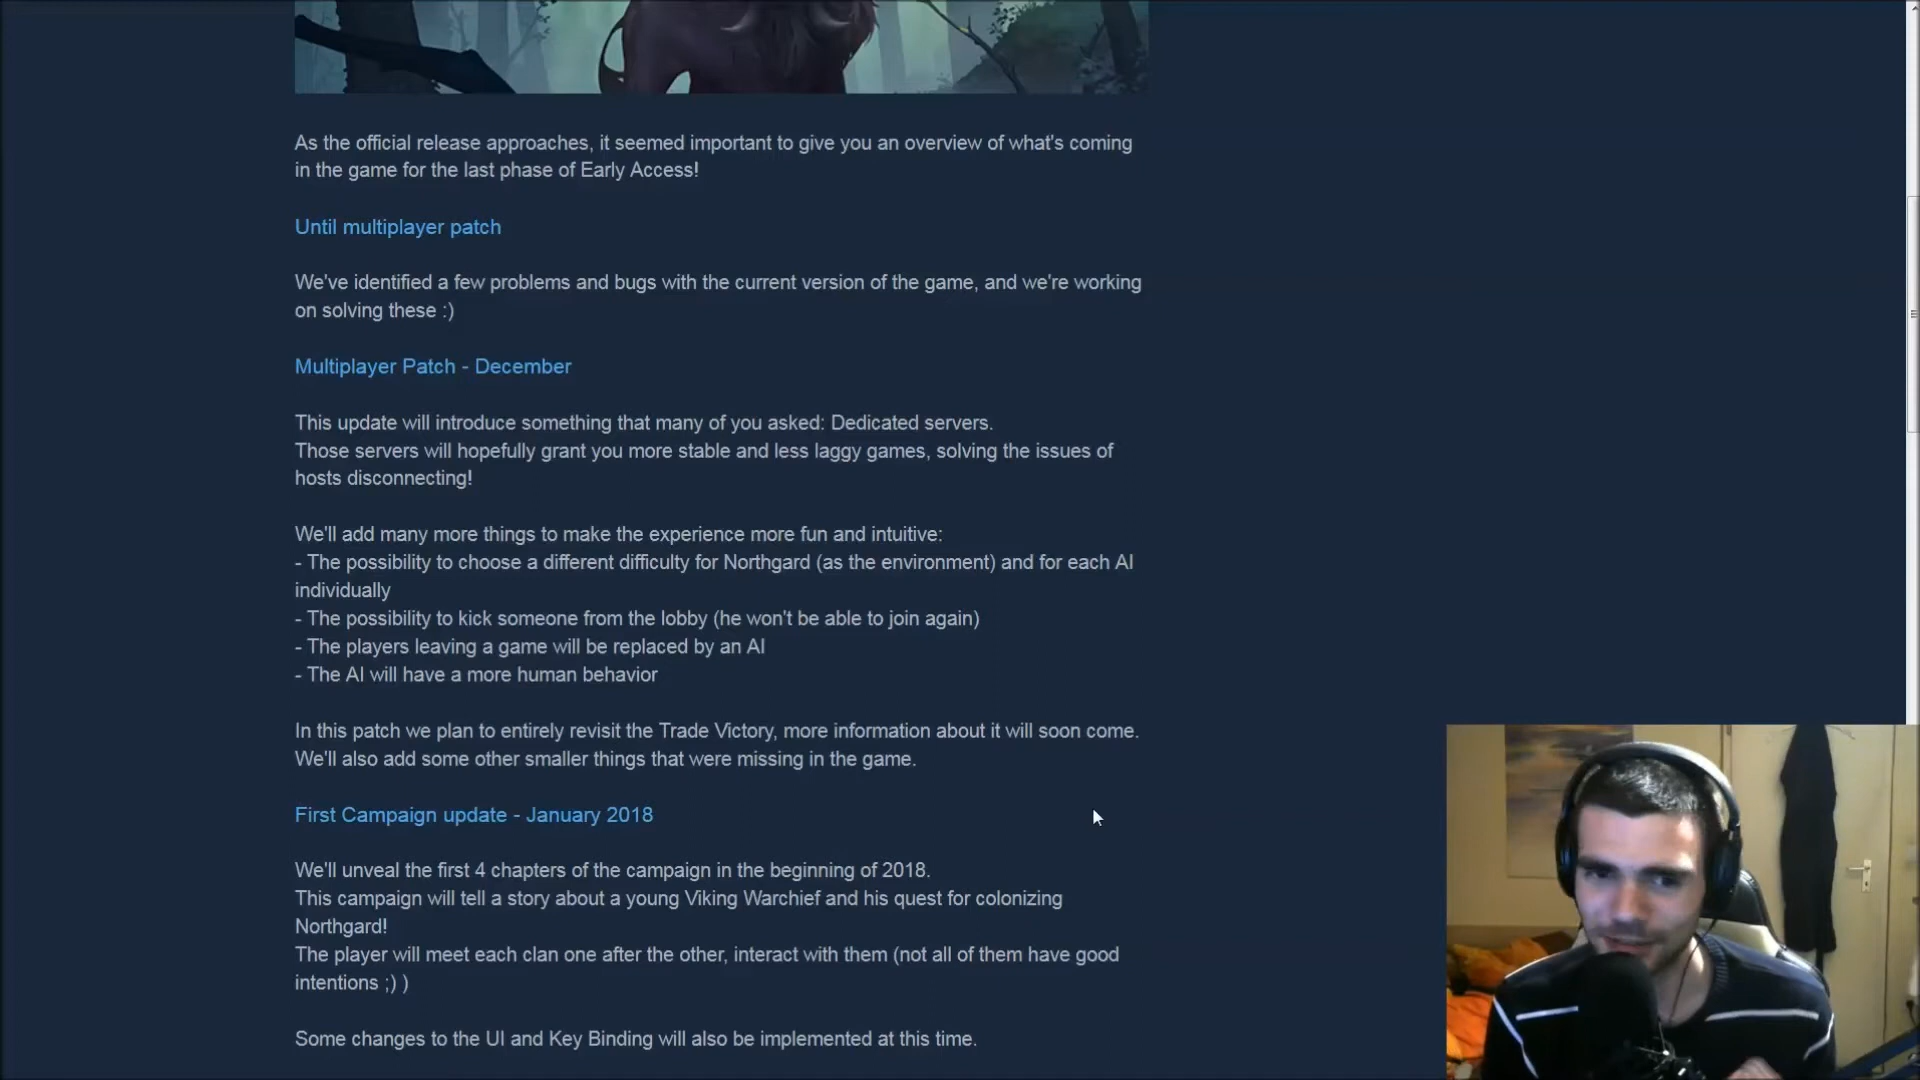 As the official release approaches, it seemed important to give you an overview of what's coming
in the game for the last phase of Early Access!
Until multiplayer patch
We've identified a few problems and bugs with the current version of the game, and we're working
on solving these :)
Multiplayer Patch - December
This update will introduce something that many of you asked: Dedicated servers.
Those servers will hopefully grant you more stable and less laggy games, solving the issues of
hosts disconnecting!
We'll add many more things to make the experience more fun and intuitive:
- The possibility to choose a different difficulty for Northgard (as the environment) and for each AI
individually
- The possibility to kick someone from the lobby (he won't be able to join again)
- The players leaving a game will be replaced by an AI
- The AI will have a more human behavior
In this patch we plan to entirely revisit the Trade Victory, more information about it will soon come.
We'll also add some other smaller things that were missing in the game.
First Campaign update - January 2018
We'll unveal the first 4 chapters of the campaign in the beginning of 2018.
This campaign will tell a story about a young Viking Warchief and his quest for colonizing
Northgard!
The player will meet each clan one after the other, interact with them (not all of them have good
intentions ;) )
Some changes to the UI and Key Binding will also be implemented at this time.